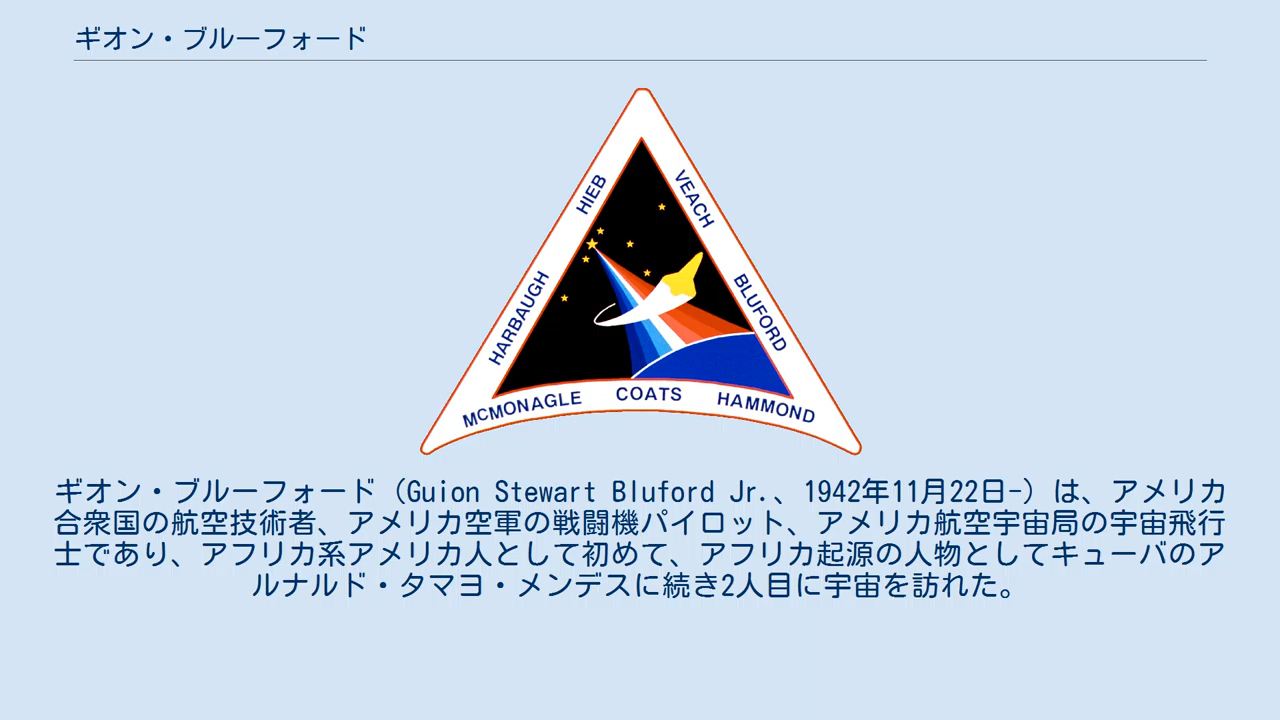 ギオン・ブルーフォード
HIEB
VEACH
HARBAUGH
BLUFORD
MCMONAGLE
COATS
HAMMOND
ギオン・ブルーフォード（Guion Stewart Bluford Jr.、1942年11月22日-）は、アメリカ
合衆国の航空技術者、アメリカ空軍の戦闘機パイロット、アメリカ航空宇宙局の宇宙飛行
士であり、アフリカ系アメリカ人として初めて、アフリカ起源の人物としてキューバのア
ルナルド・タマヨ・メンデスに続き2人目に宇宙を訪れた。